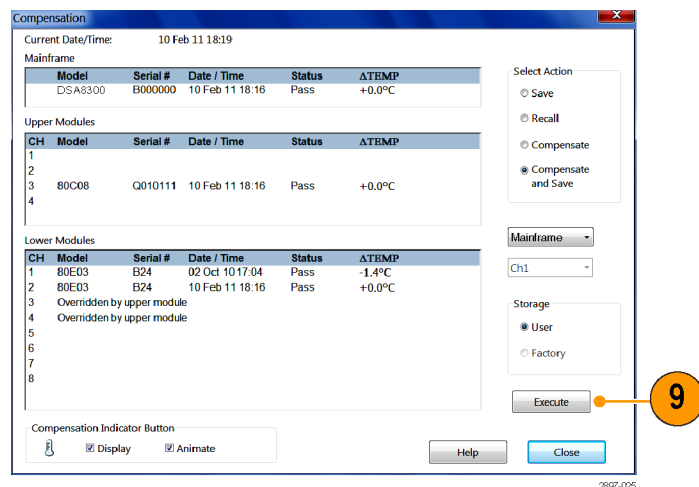 Compensation
Current Date/Time: 10 Feb 11 18:19
Mainframe
Model Serial # Date / Time Status ΔTEMP
DSA8300 B000000 10 Feb 11 18:16 Pass +0.0ºC
Upper Modules
CH Model Serial # Date / Time Status ΔTEMP
1
2
3 80C08 Q010111 10 Feb 11 18:16 Pass +0.0ºC
4
Lower Modules
CH Model Serial # Date / Time Status ΔTEMP
1 80E03 B24 02 Oct 10 17:04 Pass -1.4ºC
2 80E03 B24 10 Feb 11 18:16 Pass +0.0ºC
3 Overridden by upper module
4 Overridden by upper module
5
6
7
8
Compensation Indicator Button
Display Animate
Select Action
Save
Recall
Compensate
Compensate
and Save
Mainframe
Ch1
Storage
User
Factory
Execute
9
Help Close
2897-025